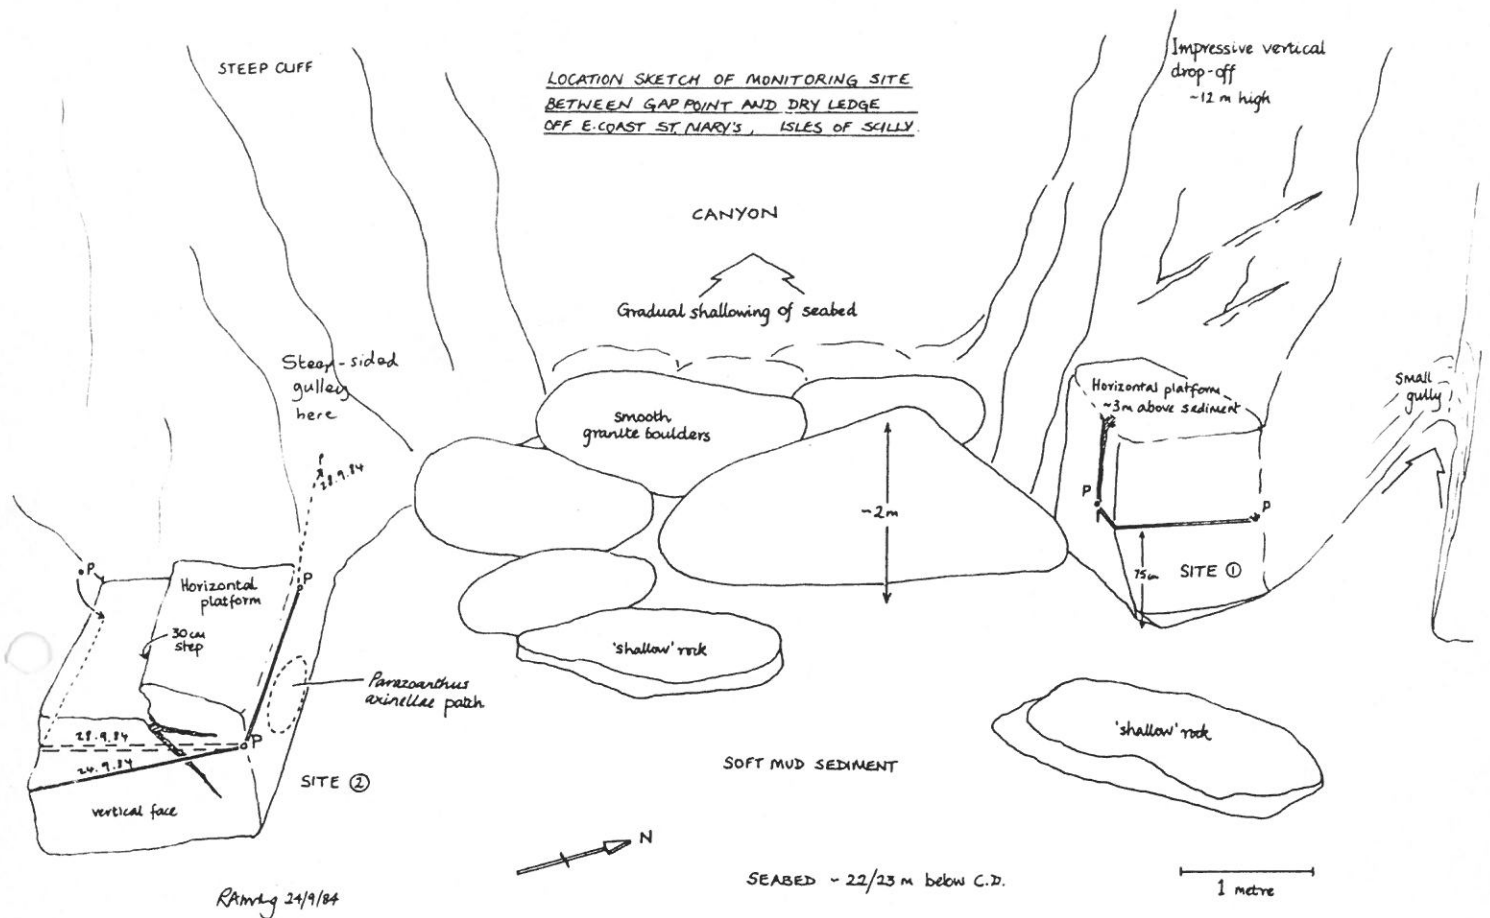 STEEP CLIFF
LOCATION SKETCH OF MONITORING SITE
BETWEEN GAP POINT AND DRY LEDGE
OFF E.COAST ST. MARY'S, ISLES OF SCILLY.
Impressive vertical
drop-off
~12 m high
CANYON
Gradual shallowing of seabed
Steep-sided
gulley
here
smooth
granite boulders
Horizontal platform
~3m above sediment
Small
gully
P
28.9.84
~2m
P
P
75cm
SITE ①
P
Horizontal
platform
P
30cm
step
'shallow' rock
Parazoanthus
axinellae patch
28.9.84
P
24.9.84
SITE ②
vertical face
'shallow' rock
SOFT MUD SEDIMENT
N
SEABED ~ 22/23 m below C.D.
1 metre
24/9/84